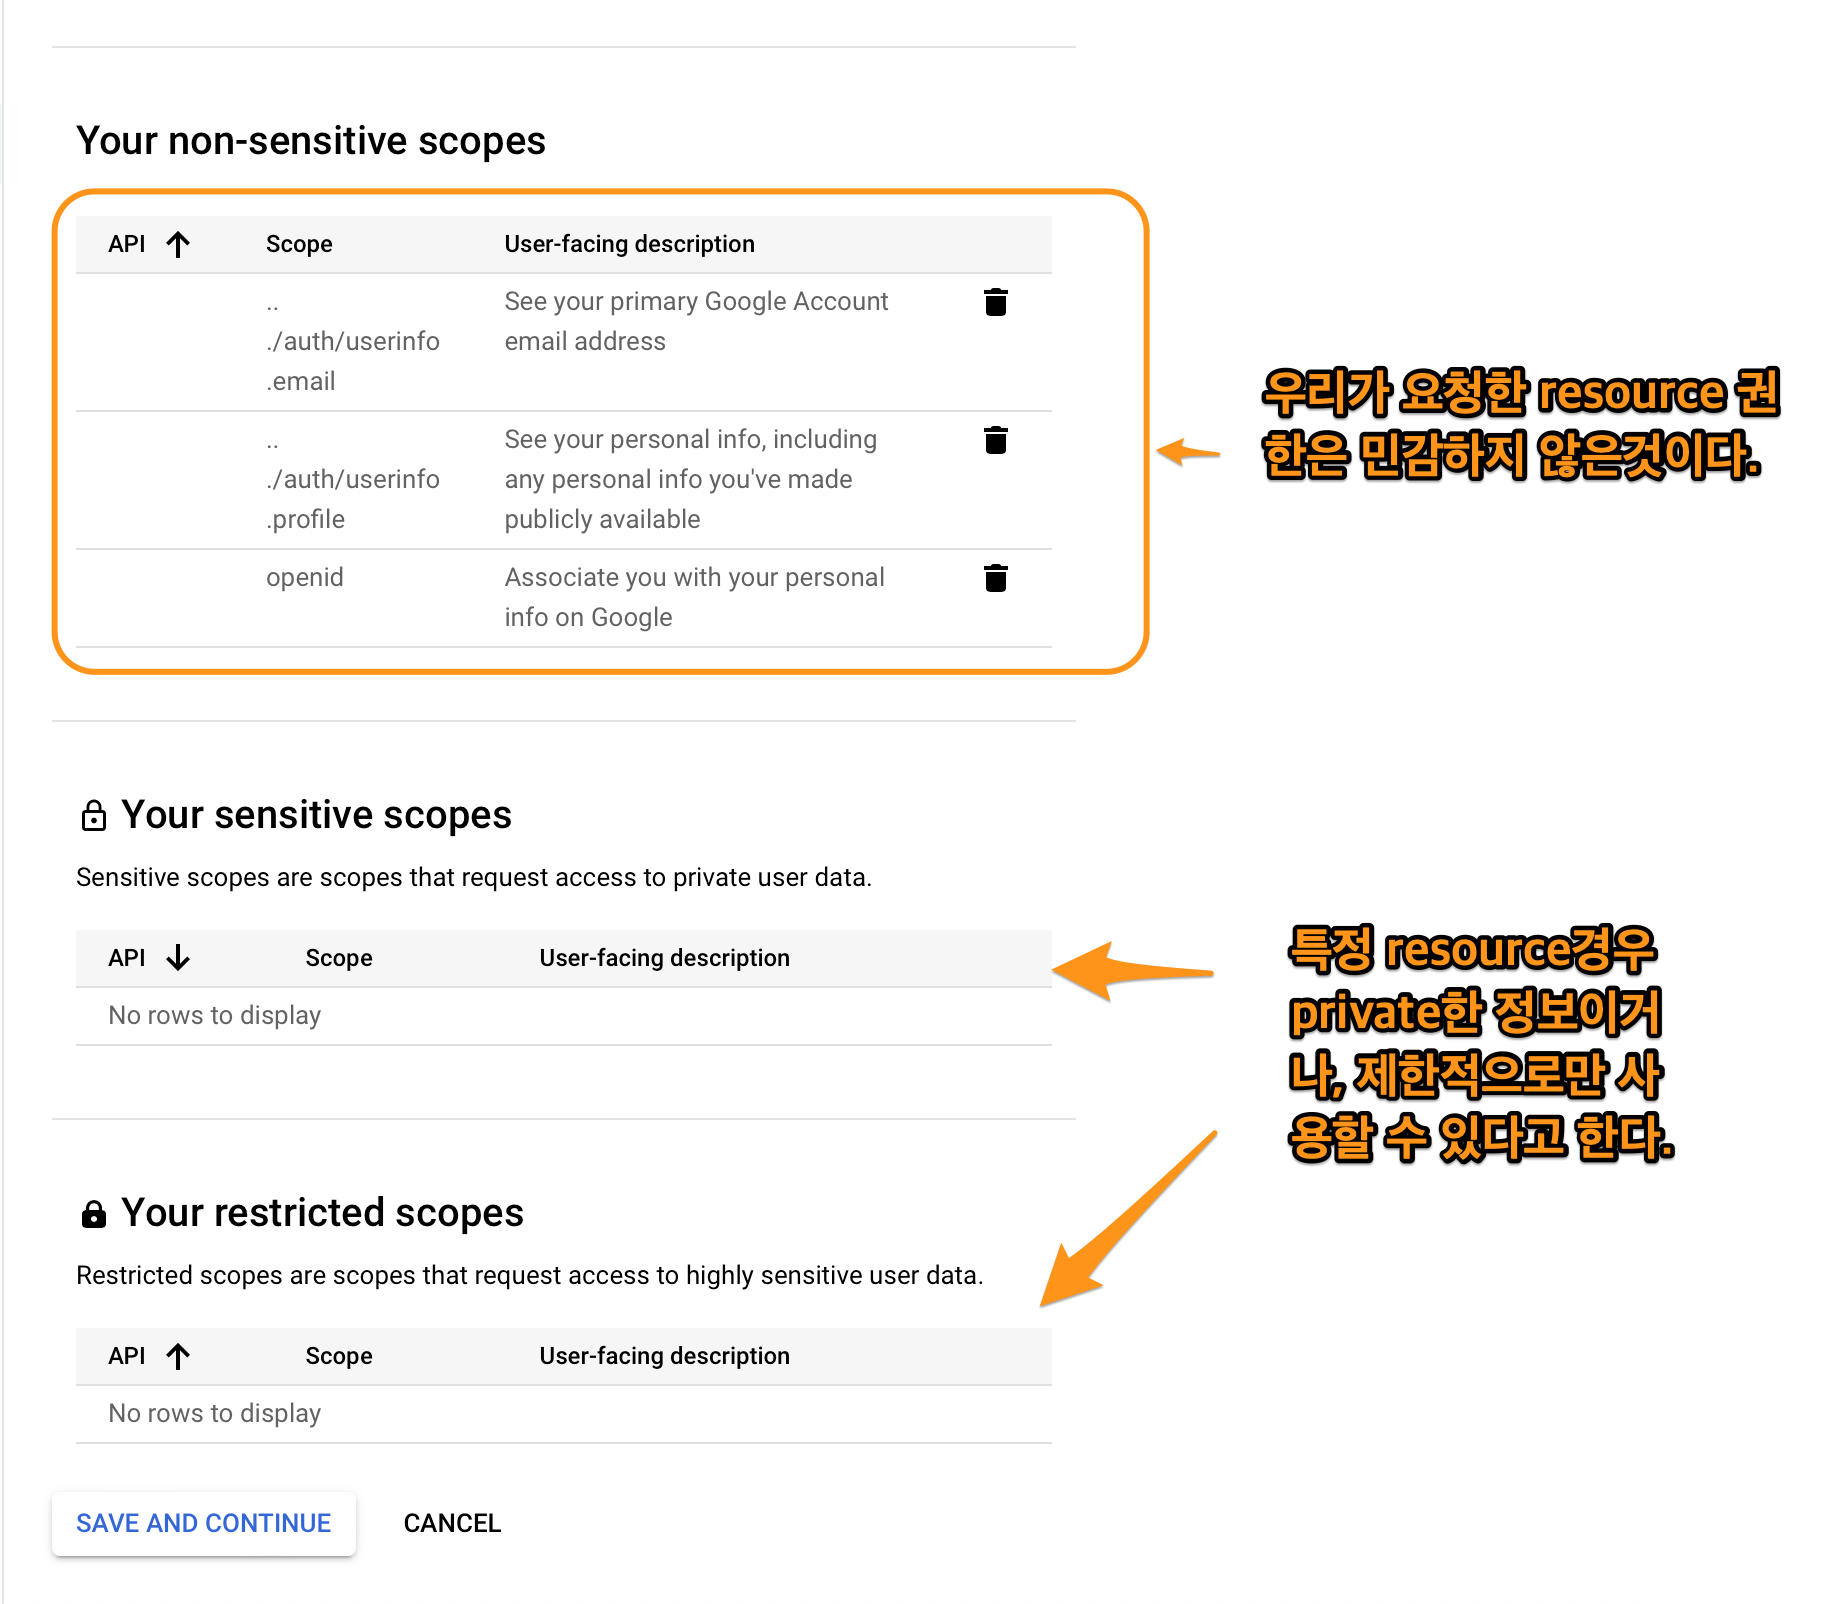 Your non-sensitive scopes
API Scope User-facing description
.. See your primary Google Account
./auth/userinfo email address
.email
.. See your personal info, including
./auth/userinfo any personal info you've made
.profile publicly available
openid Associate you with your personal
info on Google
우리가 요청한 resource 권
한은 민감하지 않은것이다.
Your sensitive scopes
Sensitive scopes are scopes that request access to private user data.
API Scope User-facing description
No rows to display
특정 resource경우
private한 정보이거
나, 제한적으로만 사
용할 수 있다고 한다.
Your restricted scopes
Restricted scopes are scopes that request access to highly sensitive user data.
API Scope User-facing description
No rows to display
SAVE AND CONTINUE CANCEL